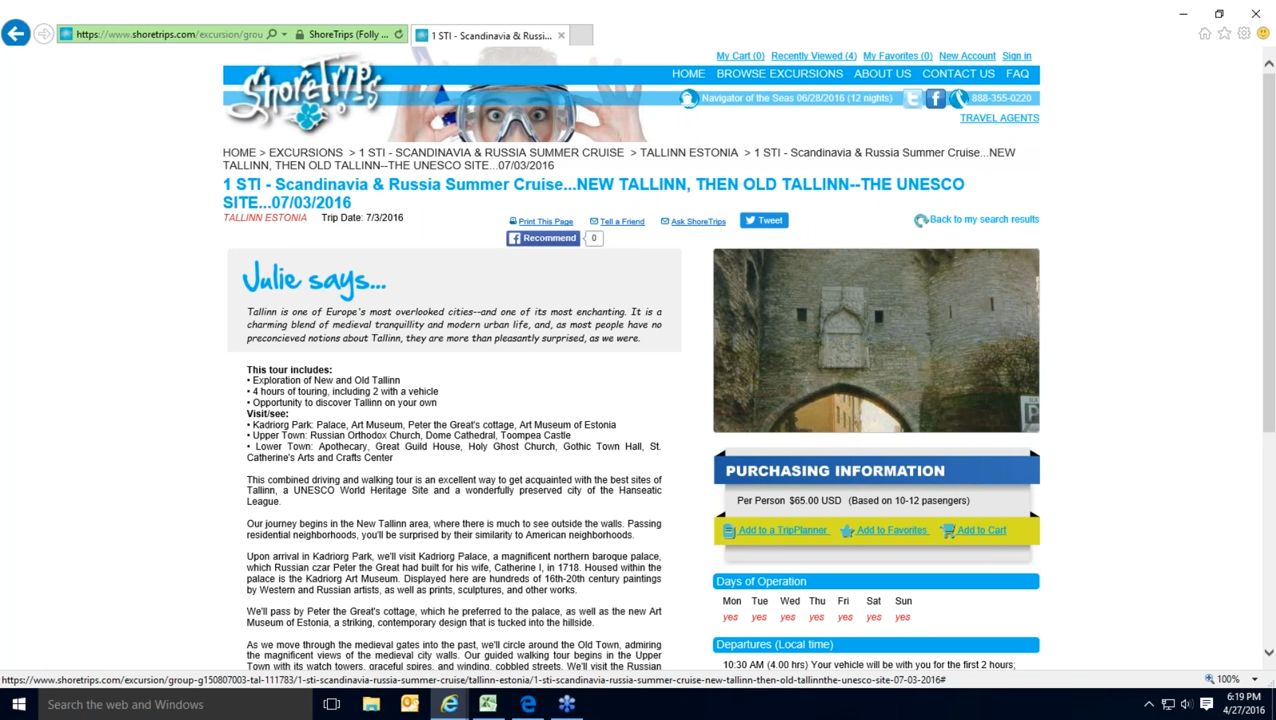 https://www.shoretrips.com/excursion/grou
ShoreTrips (Folly ...
1 STI - Scandinavia & Russi...
My Cart (0) Recently Viewed (4) My Favorites (0) New Account Sign in
ShoreTrips
HOME BROWSE EXCURSIONS ABOUT US CONTACT US FAQ
Navigator of the Seas 06/28/2016 (12 nights) 888-355-0220
TRAVEL AGENTS
HOME > EXCURSIONS > 1 STI - SCANDINAVIA & RUSSIA SUMMER CRUISE > TALLINN ESTONIA > 1 STI - Scandinavia & Russia Summer Cruise...NEW
TALLINN, THEN OLD TALLINN--THE UNESCO SITE...07/03/2016
1 STI - Scandinavia & Russia Summer Cruise...NEW TALLINN, THEN OLD TALLINN--THE UNESCO
SITE...07/03/2016
TALLINN ESTONIA Trip Date: 7/3/2016
Print This Page Tell a Friend Ask ShoreTrips Tweet
Back to my search results
Recommend 0
Julie says...
Tallinn is one of Europe's most overlooked cities--and one of its most enchanting. It is a
charming blend of medieval tranquillity and modern urban life, and, as most people have no
preconcieved notions about Tallinn, they are more than pleasantly surprised, as we were.
This tour includes:
• Exploration of New and Old Tallinn
• 4 hours of touring, including 2 with a vehicle
• Opportunity to discover Tallinn on your own
Visit/see:
• Kadriorg Park: Palace, Art Museum, Peter the Great's cottage, Art Museum of Estonia
• Upper Town: Russian Orthodox Church, Dome Cathedral, Toompea Castle
• Lower Town: Apothecary, Great Guild House, Holy Ghost Church, Gothic Town Hall, St.
Catherine's Arts and Crafts Center
This combined driving and walking tour is an excellent way to get acquainted with the best sites of
Tallinn, a UNESCO World Heritage Site and a wonderfully preserved city of the Hanseatic
League.
Our journey begins in the New Tallinn area, where there is much to see outside the walls. Passing
residential neighborhoods, you'll be surprised by their similarity to American neighborhoods.
Upon arrival in Kadriorg Park, we'll visit Kadriorg Palace, a magnificent northern baroque palace,
which Russian czar Peter the Great had built for his wife, Catherine I, in 1718. Housed within the
palace is the Kadriorg Art Museum. Displayed here are hundreds of 16th-20th century paintings
by Western and Russian artists, as well as prints, sculptures, and other works.
We'll pass by Peter the Great's cottage, which he preferred to the palace, as well as the new Art
Museum of Estonia, a striking, contemporary design that is tucked into the hillside.
As we move through the medieval gates into the past, we'll circle around the Old Town, admiring
the magnificent views of the medieval city walls. Our guided walking tour begins in the Upper
Town with its watch towers, graceful spires, and winding, cobbled streets. We'll visit the Russian
PURCHASING INFORMATION
Per Person $65.00 USD (Based on 10-12 pasengers)
Add to a TripPlanner Add to Favorites Add to Cart
Days of Operation
Mon Tue Wed Thu Fri Sat Sun
yes yes yes yes yes yes yes
Departures (Local time)
10:30 AM (4.00 hrs) Your vehicle will be with you for the first 2 hours;
https://www.shoretrips.com/excursion/group-g150807003-tal-111783/1-sti-scandinavia-russia-summer-cruise/tallinn-estonia/1-sti-scandinavia-russia-summer-cruise-new-tallinn-then-old-tallinnthe-unesco-site-07-03-2016#
100%
Search the web and Windows
6:19 PM
4/27/2016